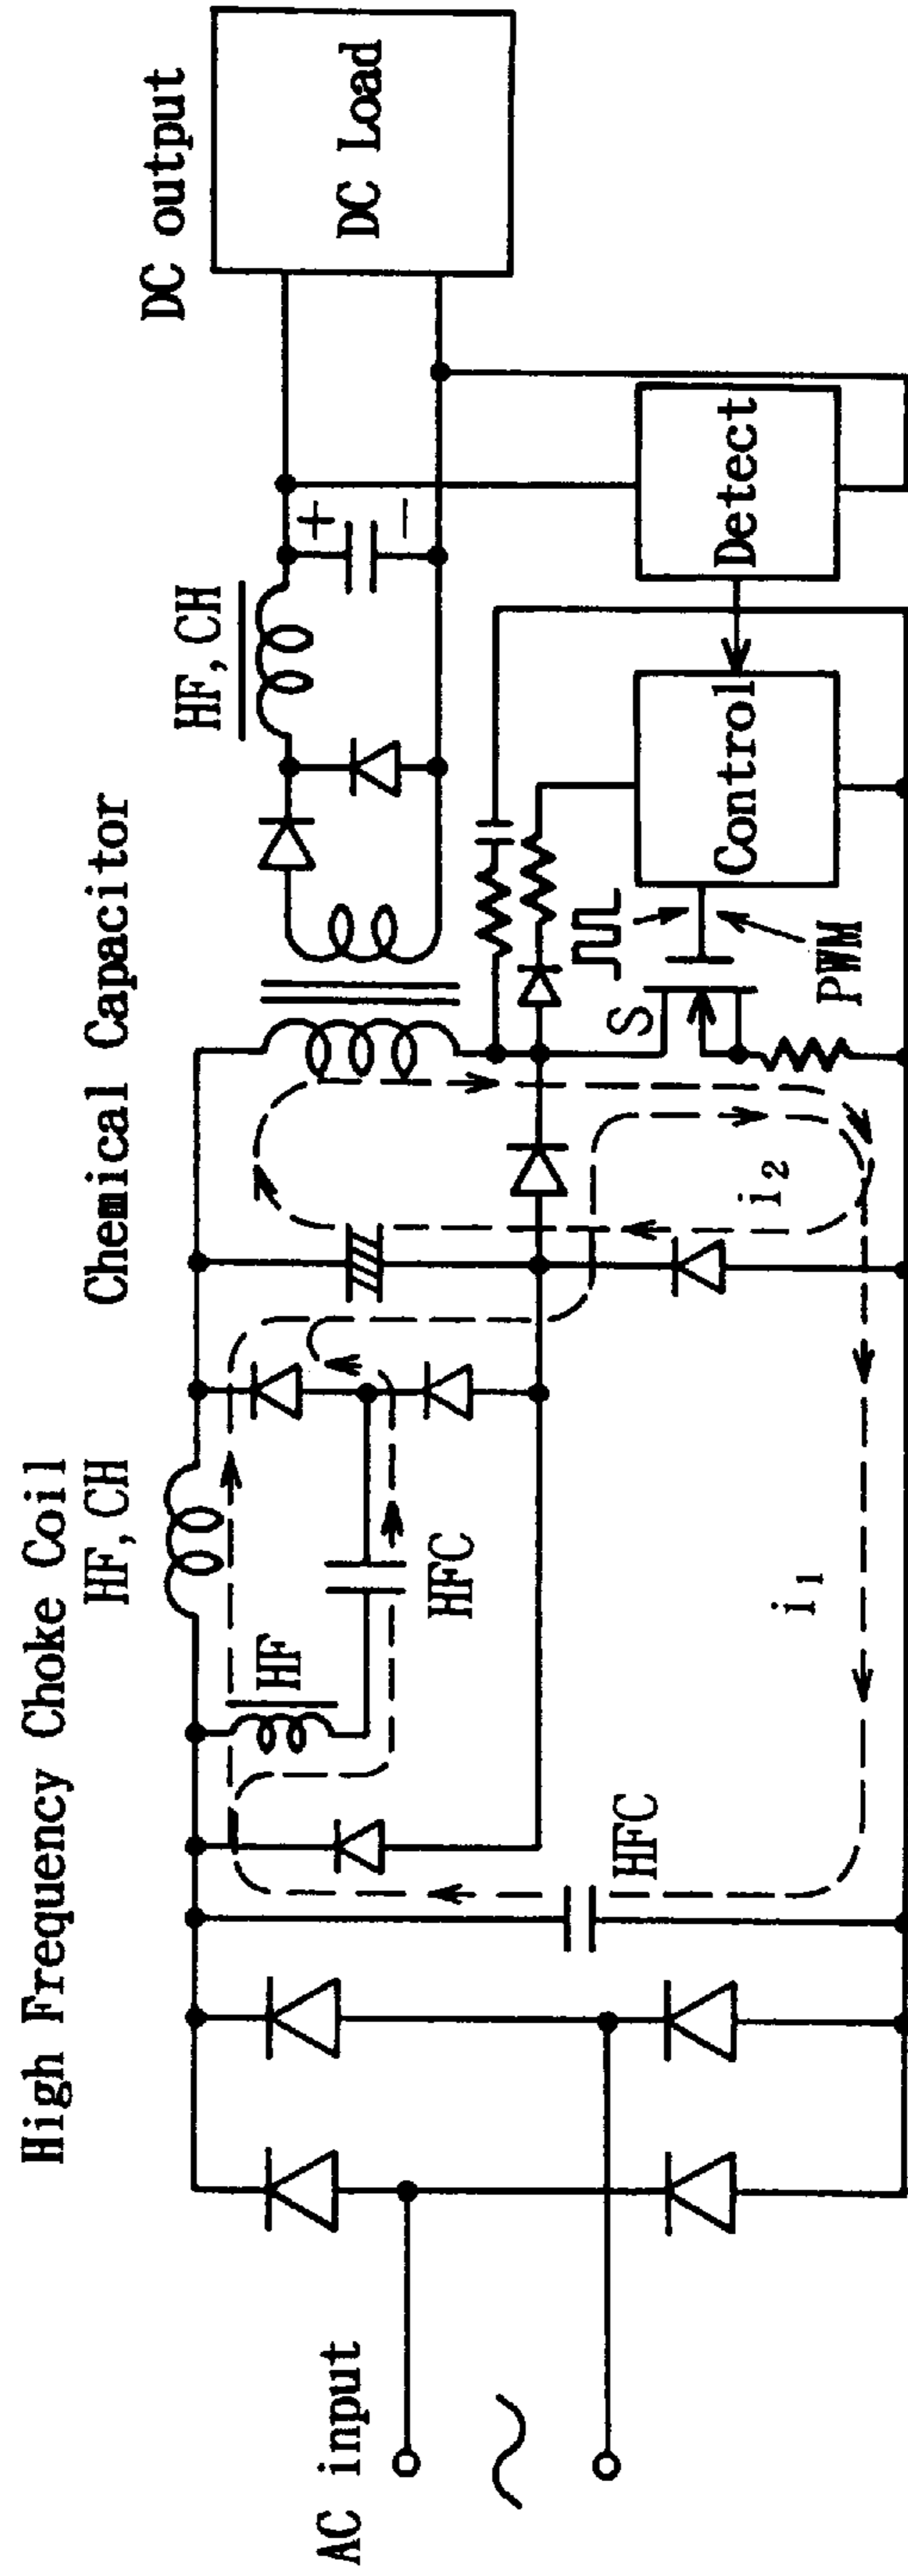 High Frequency Choke Coil
HF, CH
Chemical Capacitor
DC output
HF, CH
DC Load
+
−
HF
HFC
HFC
AC input
i1
i2
S
PWM
Control
Detect